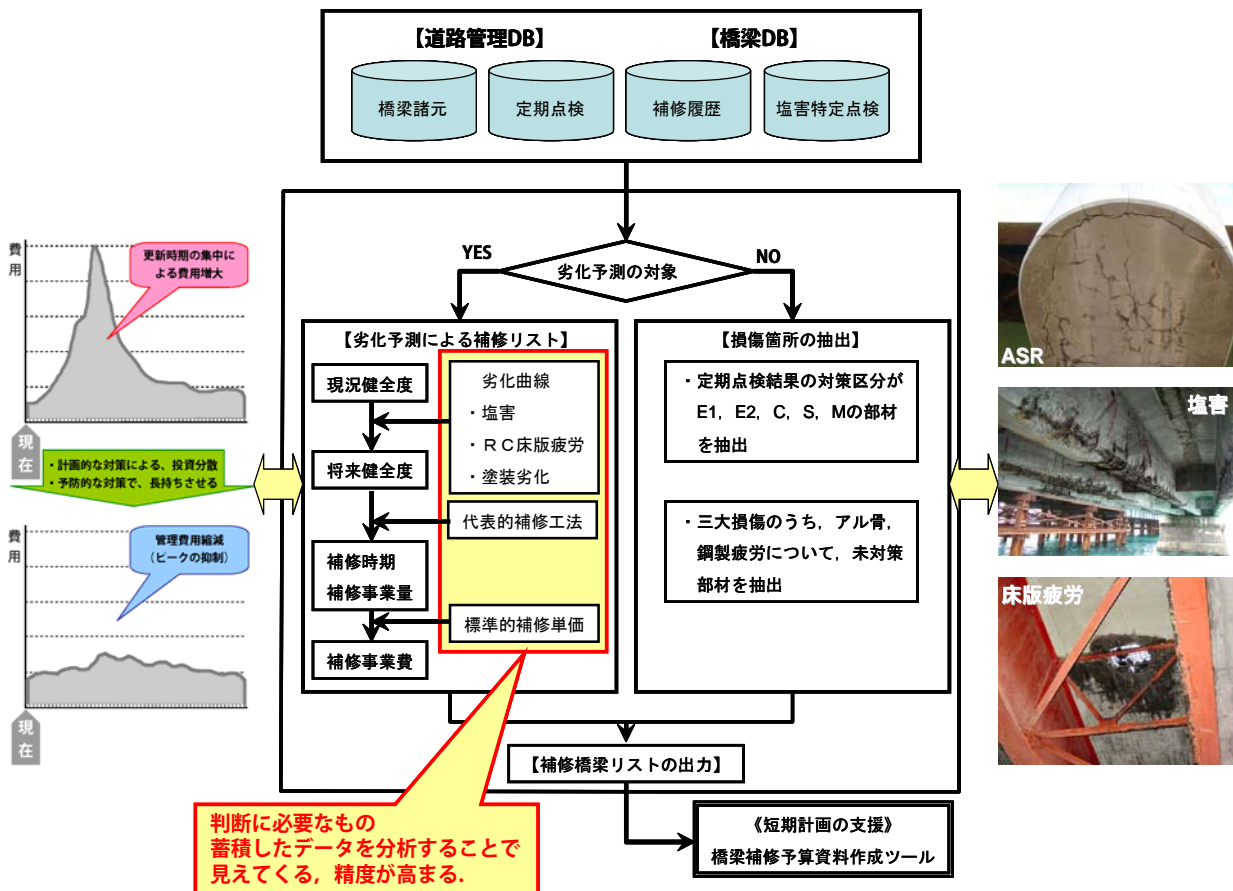 【道路管理DB】
【橋梁DB】
橋梁諸元
定期点検
補修履歴
塩害特定点検
YES
劣化予測の対象
NO
費用
更新時期の集中に
よる費用増大
現在
・計画的な対策による、投資分散
・予防的な対策で、長持ちさせる
費用
管理費用縮減
（ピークの抑制）
現在
【劣化予測による補修リスト】
現況健全度
将来健全度
補修時期
補修事業量
補修事業費
劣化曲線
・塩害
・ＲＣ床版疲労
・塗装劣化
代表的補修工法
標準的補修単価
【損傷箇所の抽出】
・定期点検結果の対策区分が
E1，E2，C，S，Mの部材
を抽出
・三大損傷のうち，アル骨，
鋼製疲労について，未対策
部材を抽出
ASR
塩害
床版疲労
【補修橋梁リストの出力】
判断に必要なもの
蓄積したデータを分析することで
見えてくる，精度が高まる．
《短期計画の支援》
橋梁補修予算資料作成ツール